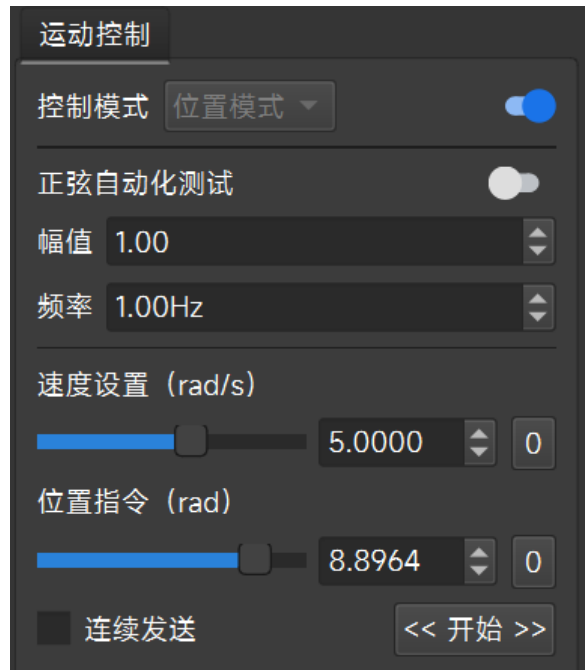 运动控制
控制模式 位置模式
正弦自动化测试
幅值 1.00
频率 1.00Hz
速度设置（rad/s）
5.0000 0
位置指令（rad）
8.8964 0
连续发送 << 开始 >>